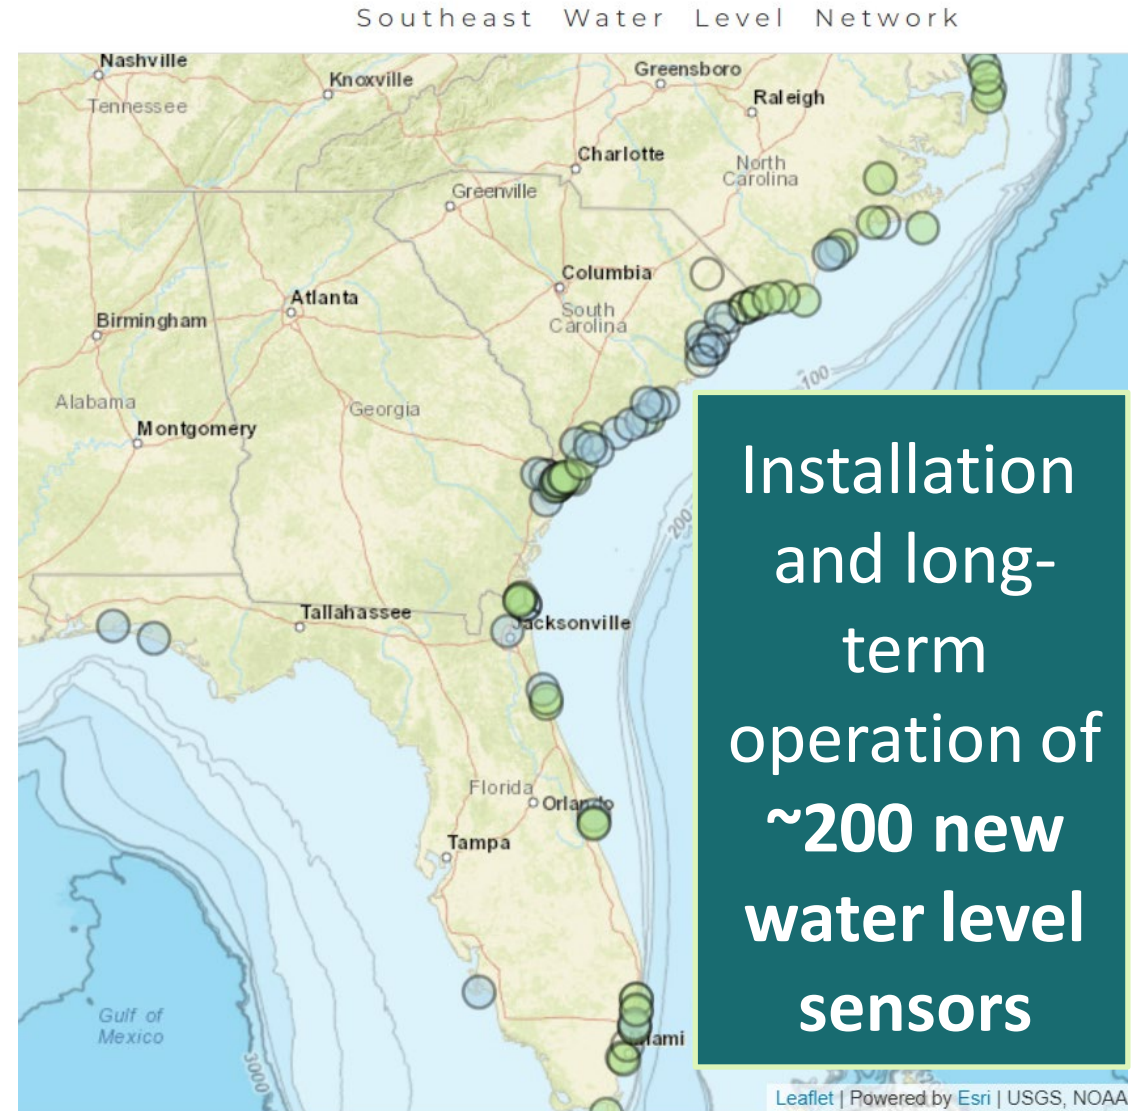 Southeast Water Level Network
Nashville
Tennessee
Knoxville
Greensboro
Raleigh
Charlotte
North
Carolina
Greenville
Columbia
South
Carolina
Atlanta
Birmingham
Alabama
Georgia
Montgomery
100
200
Installation
and long-
term
operation of
~200 new
water level
sensors
Tallahassee
Jacksonville
Florida
Orlando
Tampa
Gulf of
Mexico
3000
Miami
Leaflet | Powered by Esri | USGS, NOAA